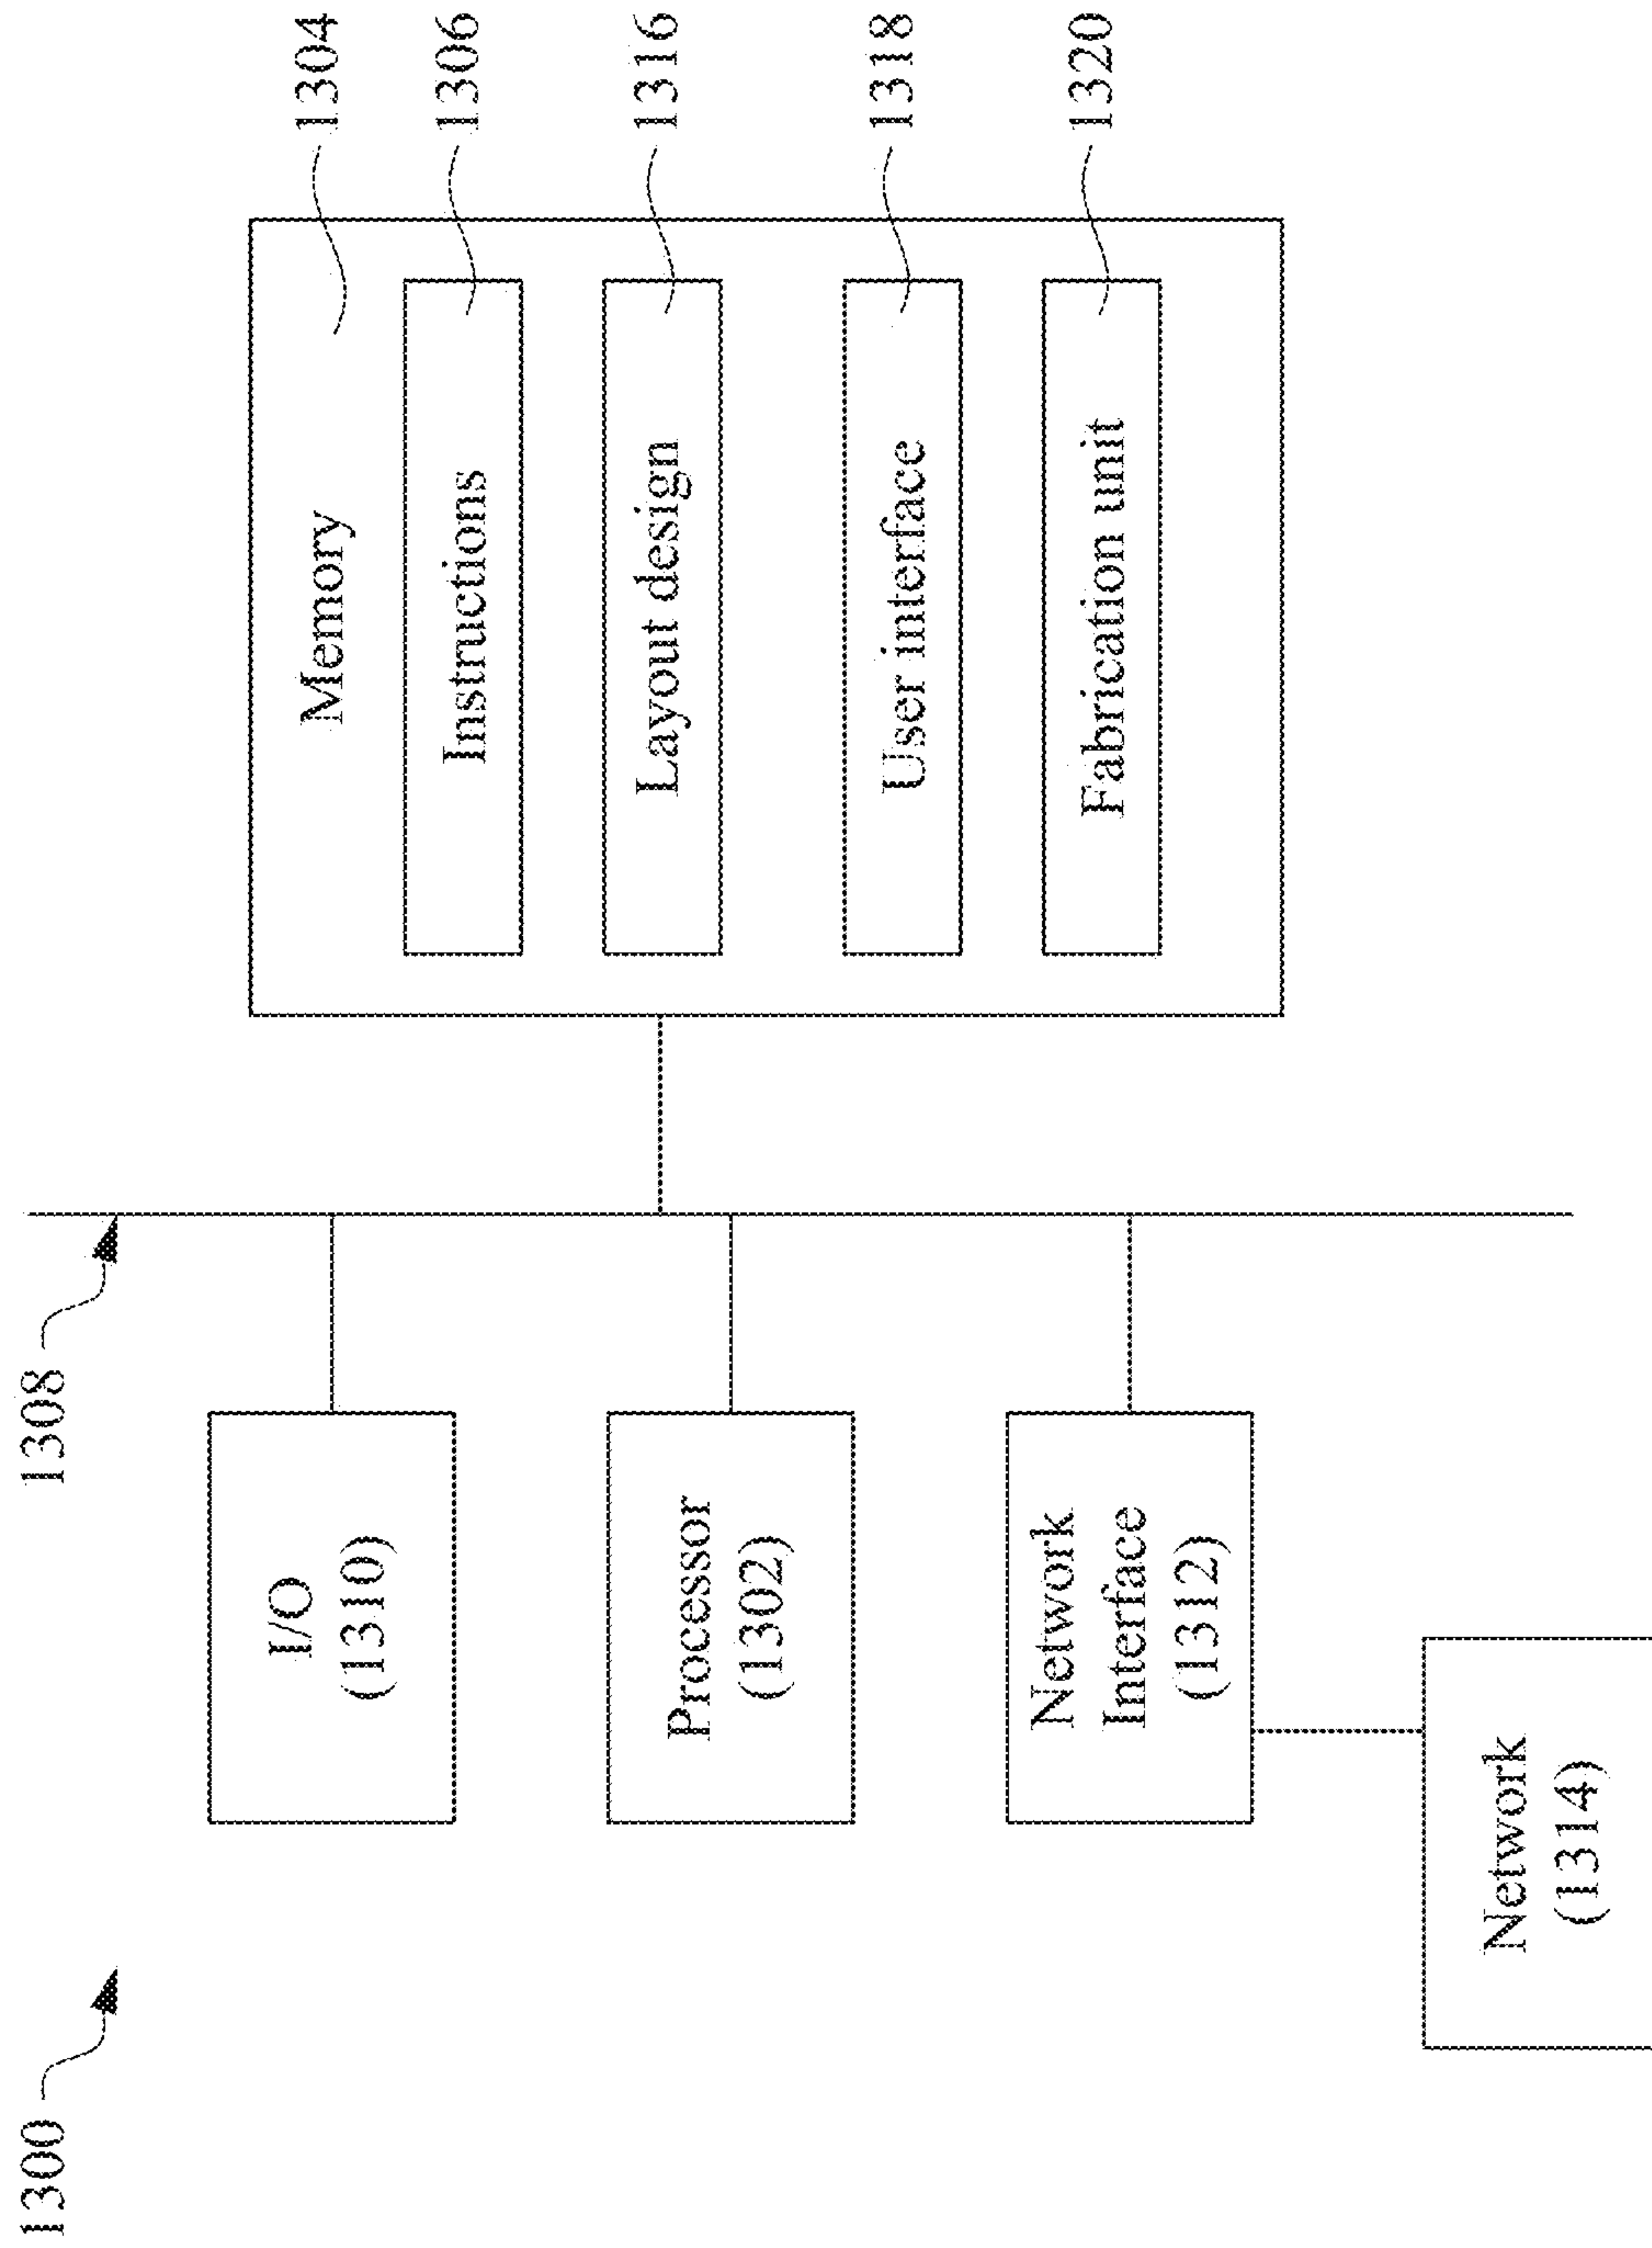 1300
1308
I/O
(1310)
Processor
(1302)
Network
Interface
(1312)
Network
(1314)
Memory
Instructions
Layout design
User interface
Fabrication unit
1304
1306
1316
1318
1320